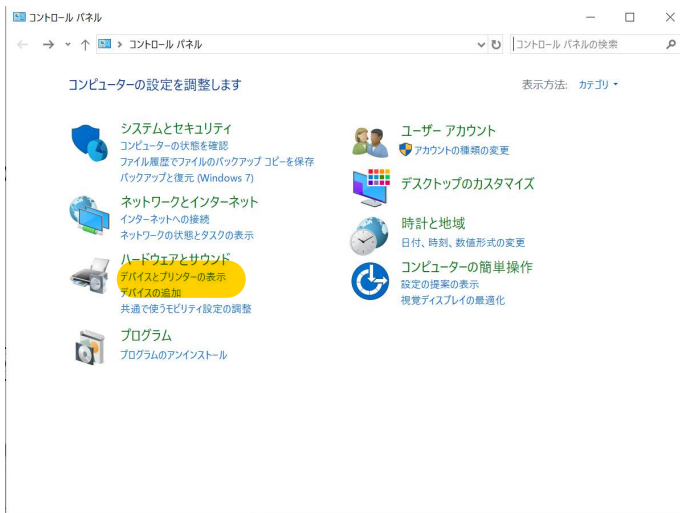 コントロール パネル
コントロール パネル
コントロール パネルの検索
コンピューターの設定を調整します
表示方法: カテゴリ
システムとセキュリティ
コンピューターの状態を確認
ファイル履歴でファイルのバックアップ コピーを保存
バックアップと復元 (Windows 7)
ネットワークとインターネット
インターネットへの接続
ネットワークの状態とタスクの表示
ハードウェアとサウンド
デバイスとプリンターの表示
デバイスの追加
共通で使うモビリティ設定の調整
プログラム
プログラムのアンインストール
ユーザー アカウント
アカウントの種類の変更
デスクトップのカスタマイズ
時計と地域
日付、時刻、数値形式の変更
コンピューターの簡単操作
設定の提案の表示
視覚ディスプレイの最適化